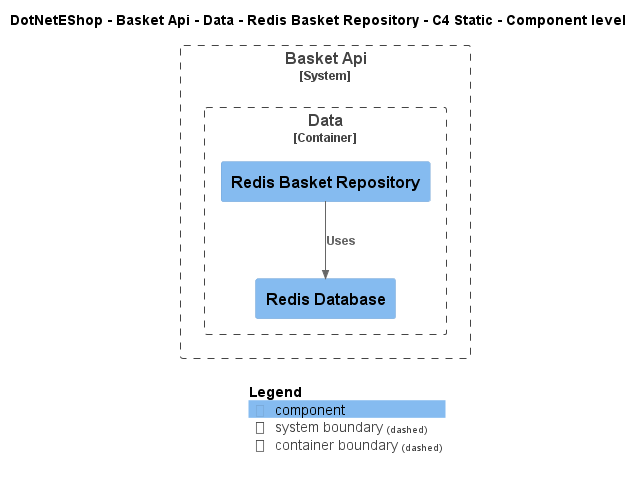 DotNetEShop - Basket Api - Data - Redis Basket Repository - C4 Static - Component level
Basket Api
[System]
Data
[Container]
Redis Basket Repository
Uses
Redis Database
Legend
component
system boundary (dashed)
container boundary (dashed)